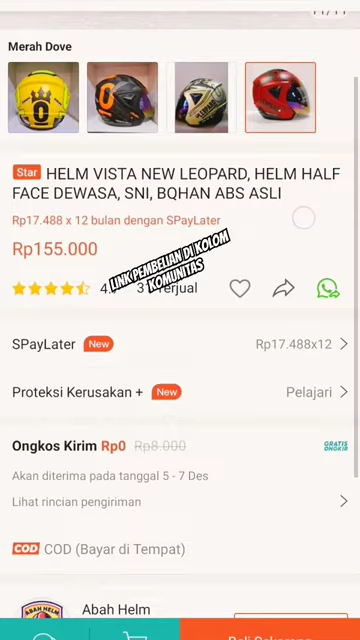 Merah Dove
Star HELM VISTA NEW LEOPARD, HELM HALF
FACE DEWASA, SNI, BQHAN ABS ASLI
Rp17.488 x 12 bulan dengan SPayLater
Rp155.000
LINK PEMBELIAN DI KOLOM
KOMUNITAS
Terjual
SPayLater New Rp17.488x12
Proteksi Kerusakan + New Pelajari
Ongkos Kirim Rp0 Rp8.000 GRATIS
ONGKIR
Akan diterima pada tanggal 5 - 7 Des
Lihat rincian pengiriman
COD COD (Bayar di Tempat)
ABAH HELM
Abah Helm